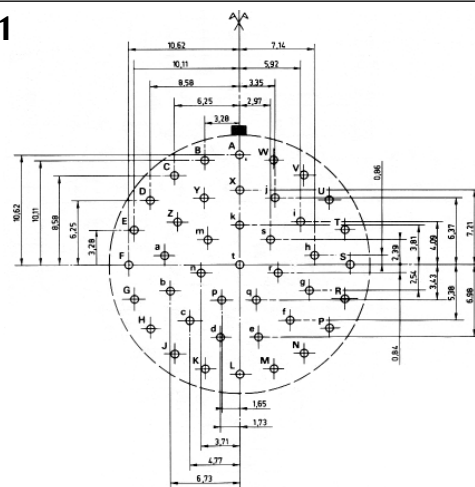 1
10,62
7,14
10,11
5,92
8,58
3,35
6,25
2,97
3,28
A
B
W
C
V
0,86
X
D
Y
j
U
10,62
10,11
8,58
6,25
3,28
E
Z
k
i
T
m
s
6,37
7,21
a
h
4,09
3,81
2,39
F
t
S
n
r
b
g
2,54
3,43
G
p
q
R
5,38
6,98
c
f
H
d
e
P
0,84
J
N
K
L
M
1,65
1,73
3,71
4,77
6,73